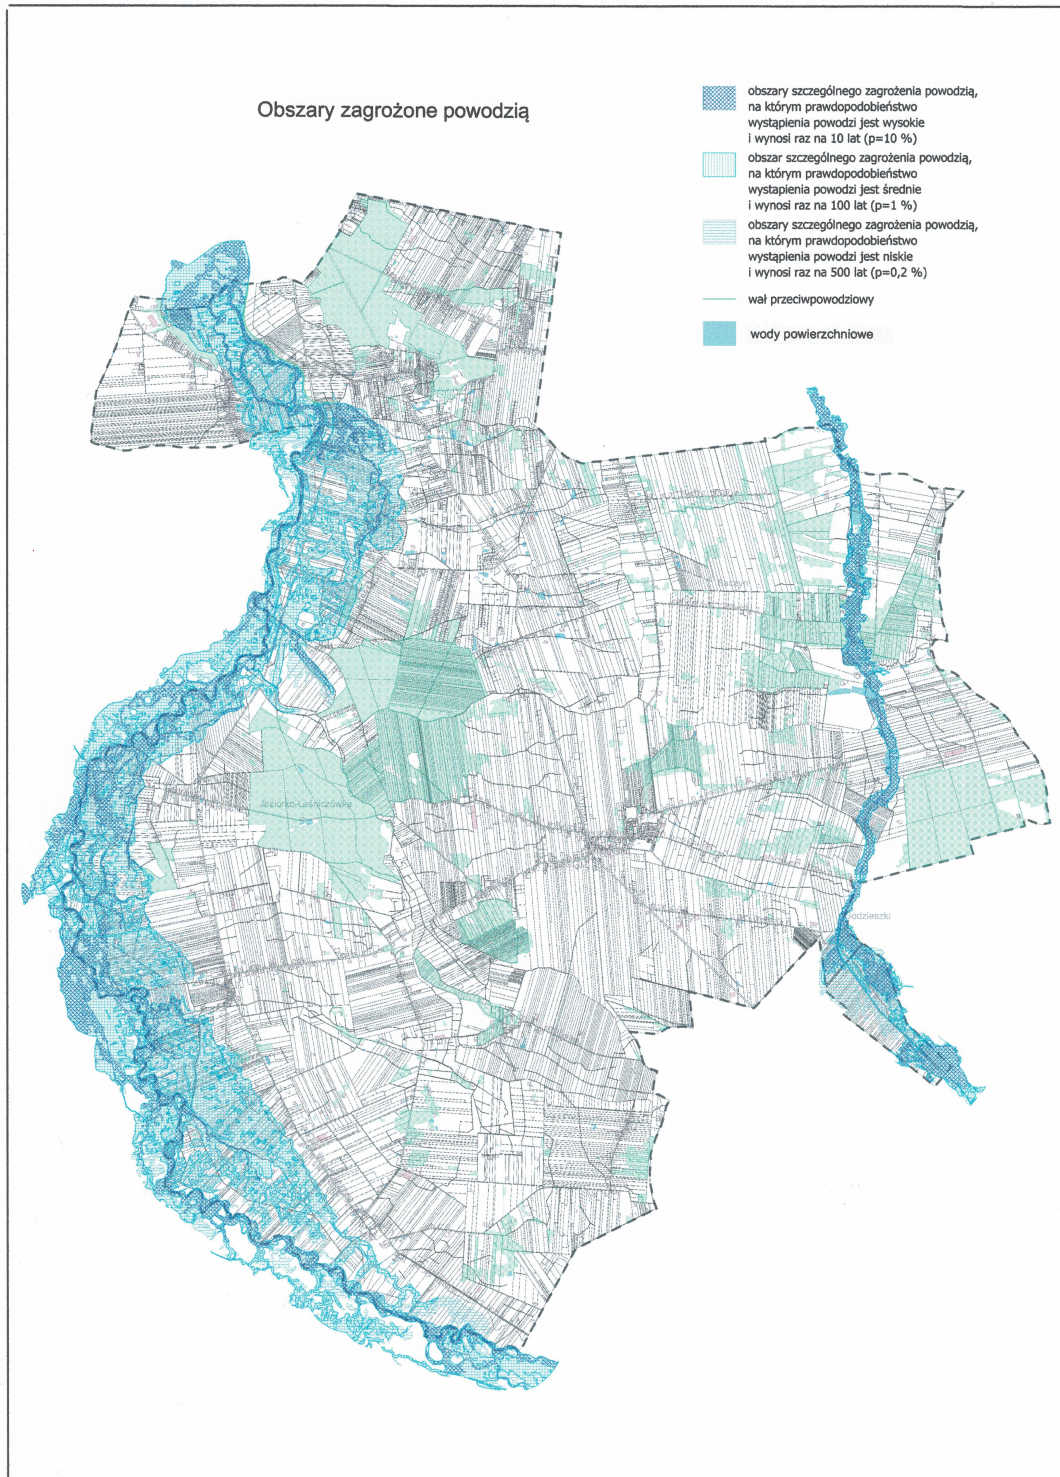 Obszary zagrożone powodzią
obszary szczególnego zagrożenia powodzią,
na którym prawdopodobieństwo
wystąpienia powodzi jest wysokie
i wynosi raz na 10 lat (p=10 %)
obszar szczególnego zagrożenia powodzią,
na którym prawdopodobieństwo
wystapienia powodzi jest średnie
i wynosi raz na 100 lat (p=1 %)
obszary szczególnego zagrożenia powodzią,
na którym prawdopodobieństwo
wystąpienia powodzi jest niskie
i wynosi raz na 500 lat (p=0,2 %)
wał przeciwpowodziowy
wody powierzchniowe
Jeziorko-Leśniczówka